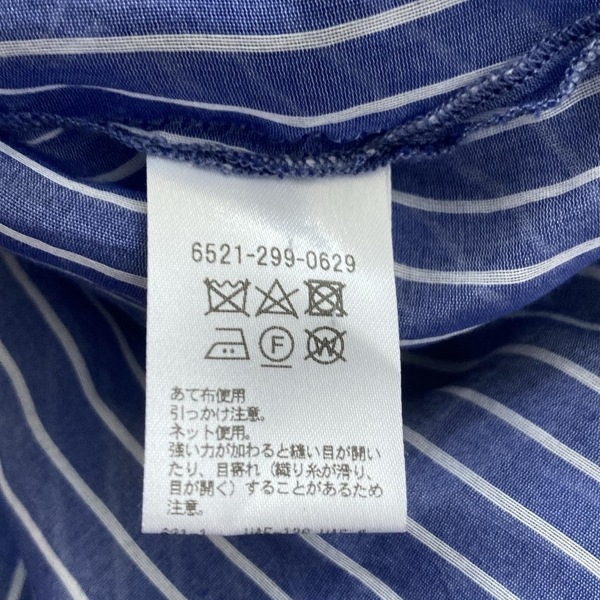 6521-299-0629
F
W
あて布使用
引っかけ注意。
ネット使用。
強い力が加わると縫い目が開い
たり、目寄れ（織り糸が滑り、
目が開く）することがあるため
注意。